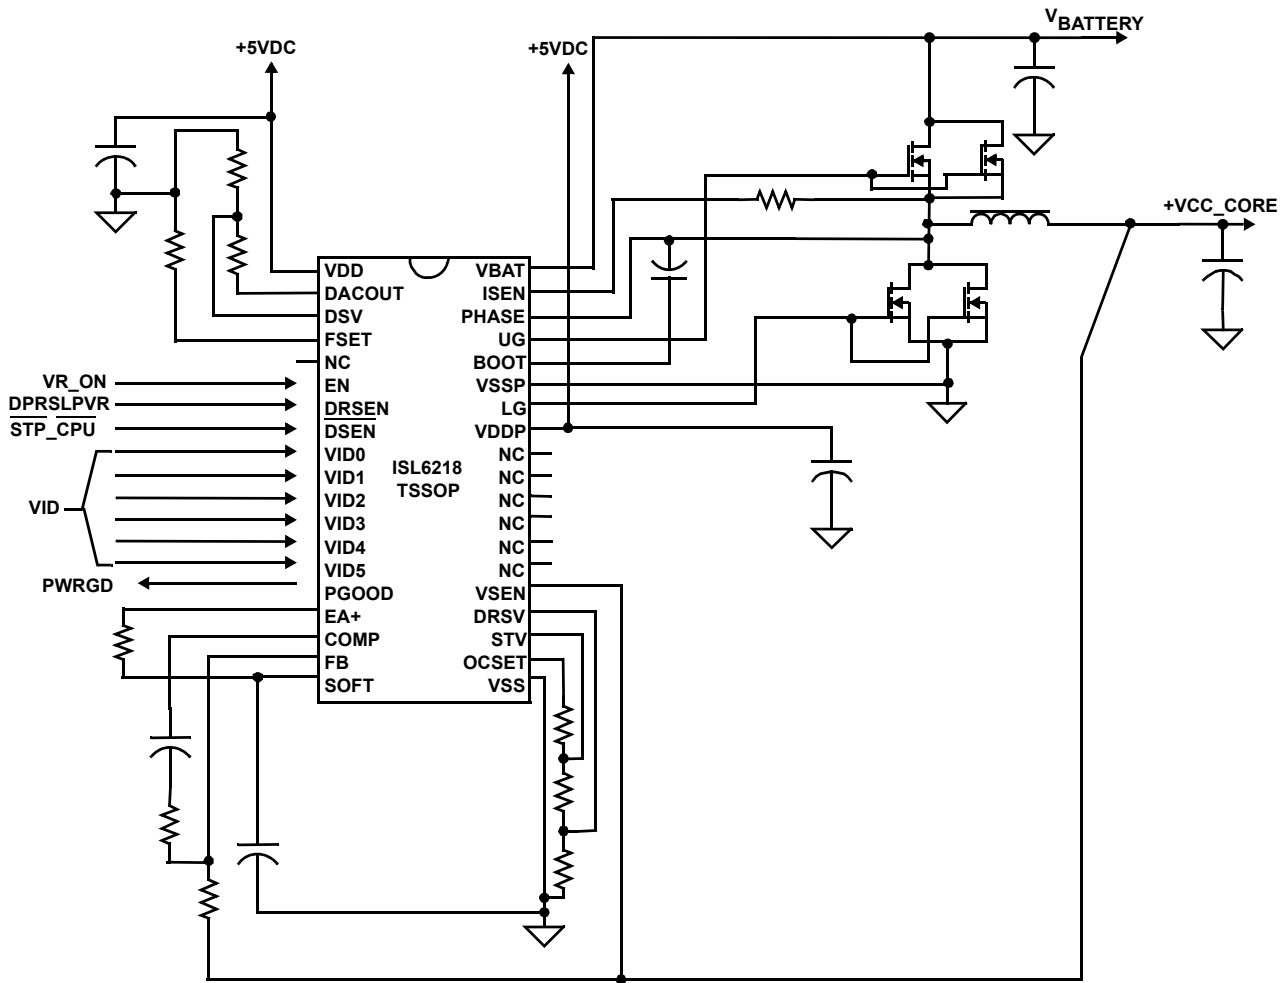 V_BATTERY
+5VDC
+5VDC
+VCC_CORE
VDD
DACOUT
DSV
FSET
NC
EN
DRSEN
DSEN
VID0
VID1
VID2
VID3
VID4
VID5
PGOOD
EA+
COMP
FB
SOFT
VBAT
ISEN
PHASE
UG
BOOT
VSSP
LG
VDDP
NC
NC
NC
NC
NC
NC
VSEN
DRSV
STV
OCSET
VSS
ISL6218
TSSOP
VR_ON
DPRSLPVR
STP_CPU
VID
PWRGD